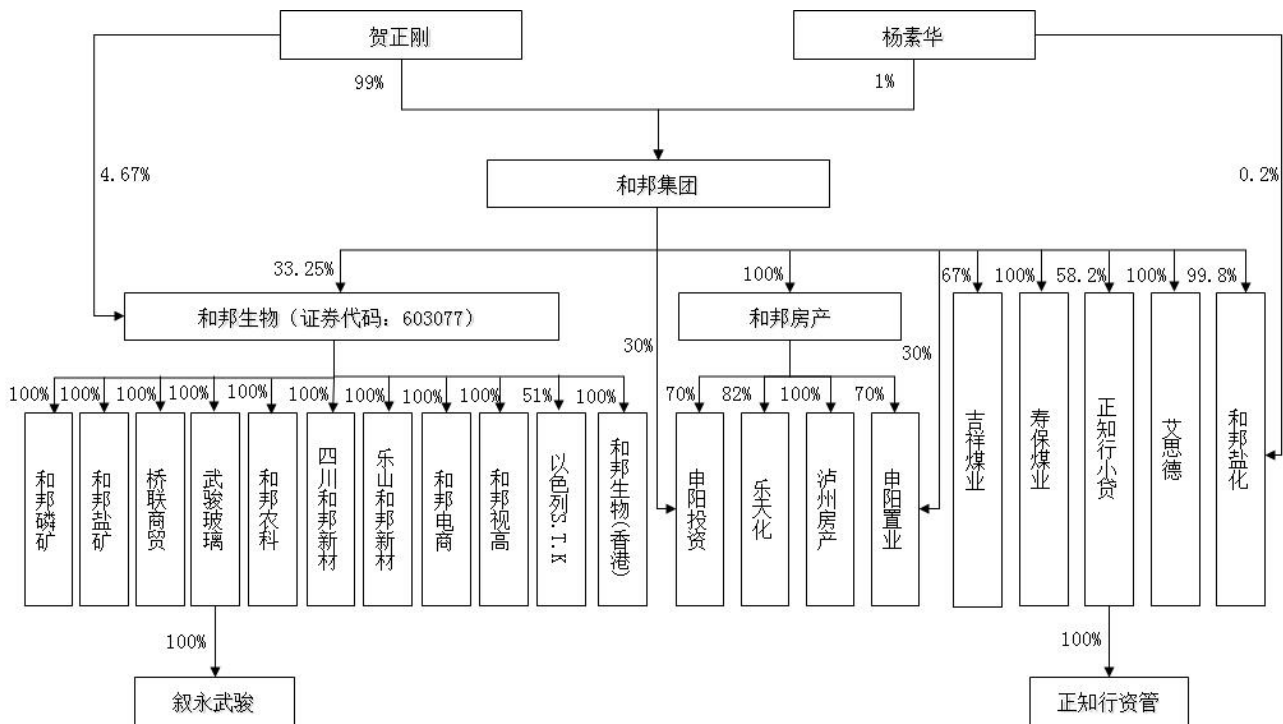 贺正刚
杨素华
99%
1%
4.67%
0.2%
和邦集团
33.25%
100%
67%
100%
58.2%
100%
99.8%
和邦生物（证券代码：603077）
和邦房产
30%
30%
100%
100%
100%
100%
100%
100%
100%
100%
100%
51%
100%
70%
82%
100%
70%
和邦磷矿
和邦盐矿
桥联商贸
武骏玻璃
和邦农科
四川和邦新材
乐山和邦新材
和邦电商
和邦视高
以色列S.T.K
和邦生物(香港)
申阳投资
乐天化
泸州房产
申阳置业
吉祥煤业
寿保煤业
正知行小贷
艾思德
和邦盐化
100%
100%
叙永武骏
正知行资管